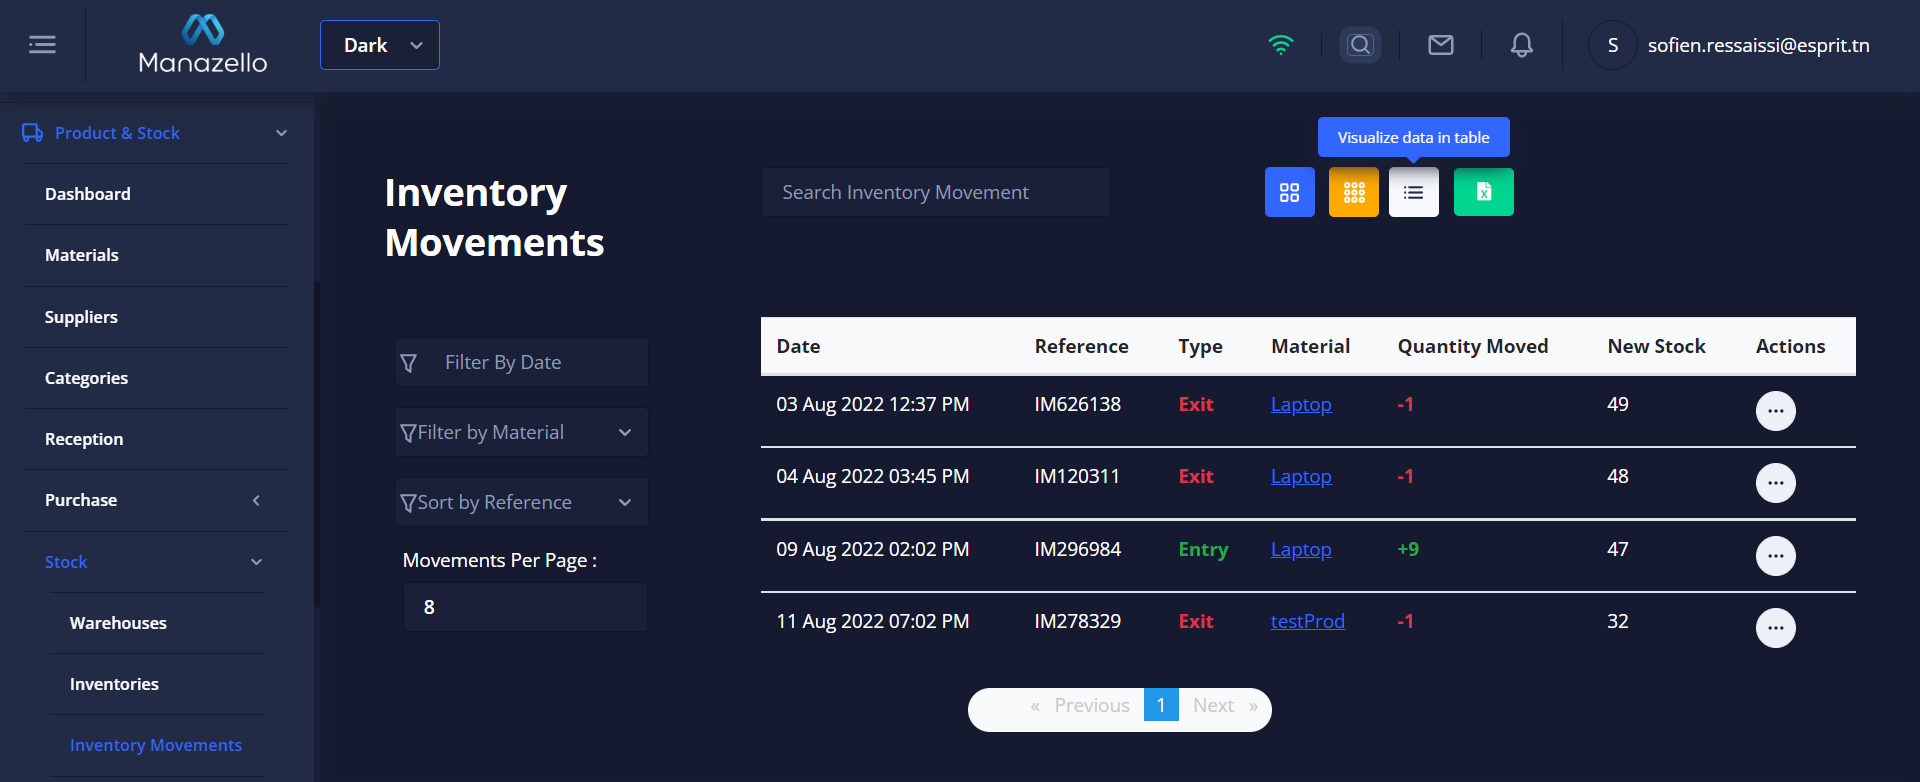 Manazello
Dark
S
sofien.ressaissi@esprit.tn
Product & Stock
Dashboard
Materials
Suppliers
Categories
Reception
Purchase
Stock
Warehouses
Inventories
Inventory Movements
Inventory
Movements
Search Inventory Movement
Visualize data in table
X
Filter By Date
Filter by Material
Sort by Reference
Movements Per Page :
8
Date Reference Type Material Quantity Moved New Stock Actions
03 Aug 2022 12:37 PM IM626138 Exit Laptop -1 49
04 Aug 2022 03:45 PM IM120311 Exit Laptop -1 48
09 Aug 2022 02:02 PM IM296984 Entry Laptop +9 47
11 Aug 2022 07:02 PM IM278329 Exit testProd -1 32
« Previous 1 Next »